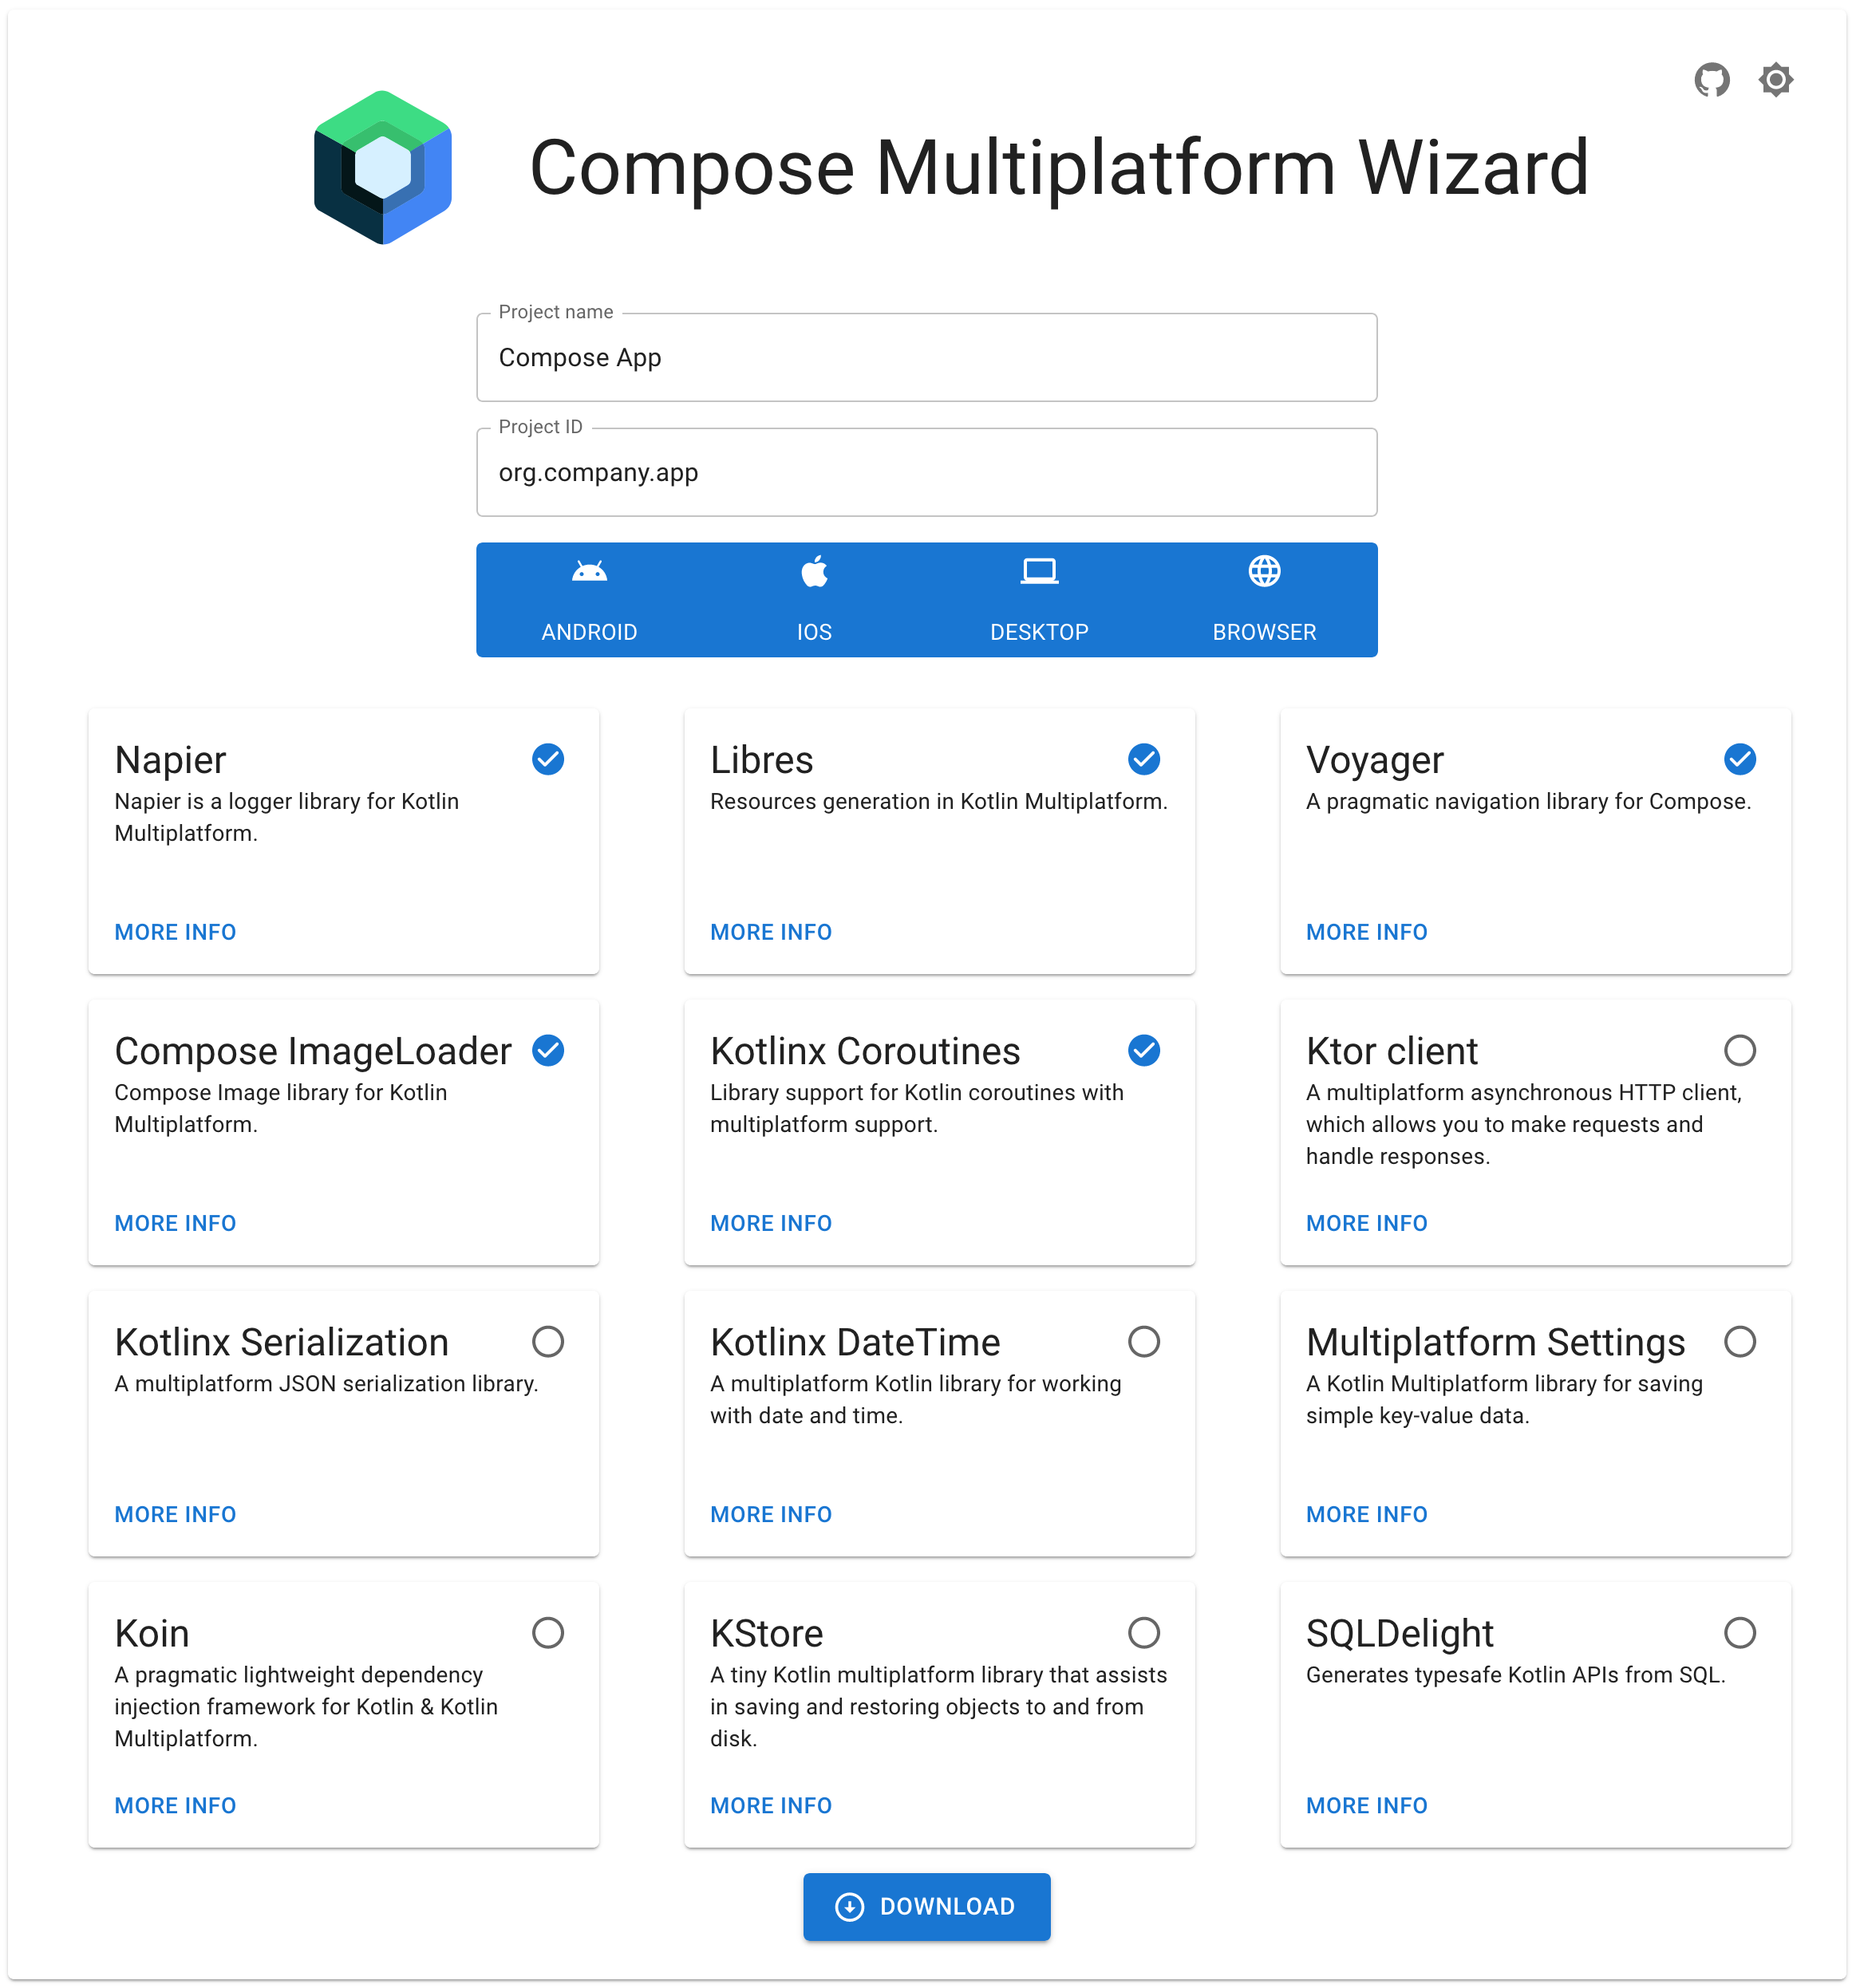 Compose Multiplatform Wizard
Project name
Compose App
Project ID
org.company.app
ANDROID
IOS
DESKTOP
BROWSER
Napier
Napier is a logger library for Kotlin
Multiplatform.
MORE INFO
Libres
Resources generation in Kotlin Multiplatform.
MORE INFO
Voyager
A pragmatic navigation library for Compose.
MORE INFO
Compose ImageLoader
Compose Image library for Kotlin
Multiplatform.
MORE INFO
Kotlinx Coroutines
Library support for Kotlin coroutines with
multiplatform support.
MORE INFO
Ktor client
A multiplatform asynchronous HTTP client,
which allows you to make requests and
handle responses.
MORE INFO
Kotlinx Serialization
A multiplatform JSON serialization library.
MORE INFO
Kotlinx DateTime
A multiplatform Kotlin library for working
with date and time.
MORE INFO
Multiplatform Settings
A Kotlin Multiplatform library for saving
simple key-value data.
MORE INFO
Koin
A pragmatic lightweight dependency
injection framework for Kotlin & Kotlin
Multiplatform.
MORE INFO
KStore
A tiny Kotlin multiplatform library that assists
in saving and restoring objects to and from
disk.
MORE INFO
SQLDelight
Generates typesafe Kotlin APIs from SQL.
MORE INFO
DOWNLOAD